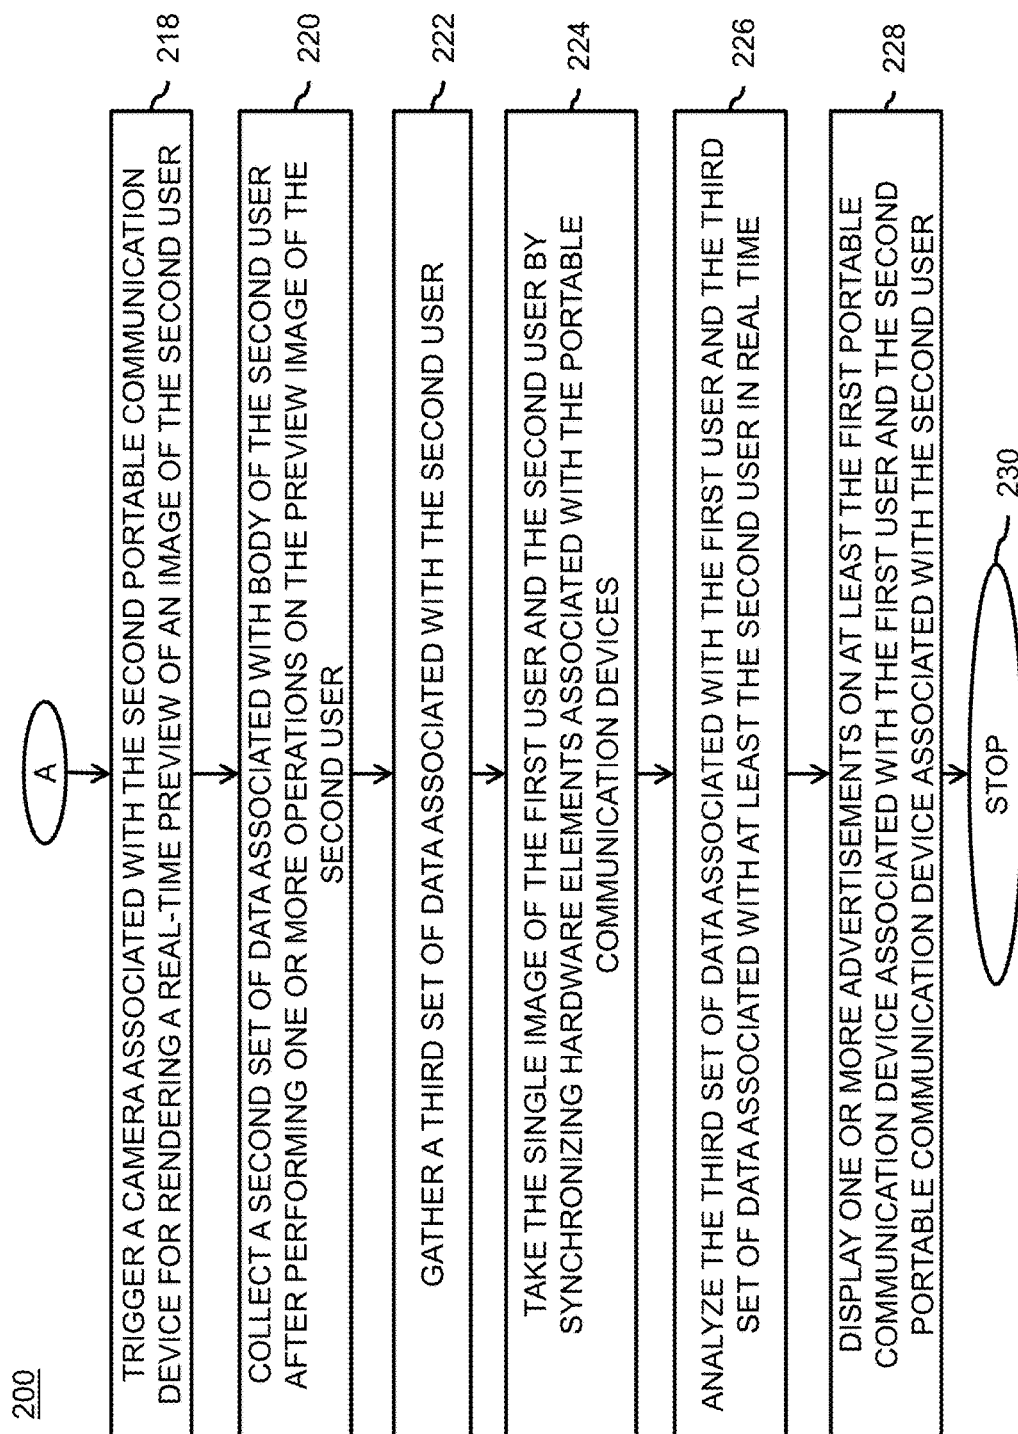 200
A
TRIGGER A CAMERA ASSOCIATED WITH THE SECOND PORTABLE COMMUNICATION
DEVICE FOR RENDERING A REAL-TIME PREVIEW OF AN IMAGE OF THE SECOND USER
218
COLLECT A SECOND SET OF DATA ASSOCIATED WITH BODY OF THE SECOND USER
AFTER PERFORMING ONE OR MORE OPERATIONS ON THE PREVIEW IMAGE OF THE
SECOND USER
220
GATHER A THIRD SET OF DATA ASSOCIATED WITH THE SECOND USER
222
TAKE THE SINGLE IMAGE OF THE FIRST USER AND THE SECOND USER BY
SYNCHRONIZING HARDWARE ELEMENTS ASSOCIATED WITH THE PORTABLE
COMMUNICATION DEVICES
224
ANALYZE THE THIRD SET OF DATA ASSOCIATED WITH THE FIRST USER AND THE THIRD
SET OF DATA ASSOCIATED WITH AT LEAST THE SECOND USER IN REAL TIME
226
DISPLAY ONE OR MORE ADVERTISEMENTS ON AT LEAST THE FIRST PORTABLE
COMMUNICATION DEVICE ASSOCIATED WITH THE FIRST USER AND THE SECOND
PORTABLE COMMUNICATION DEVICE ASSOCIATED WITH THE SECOND USER
228
STOP
230